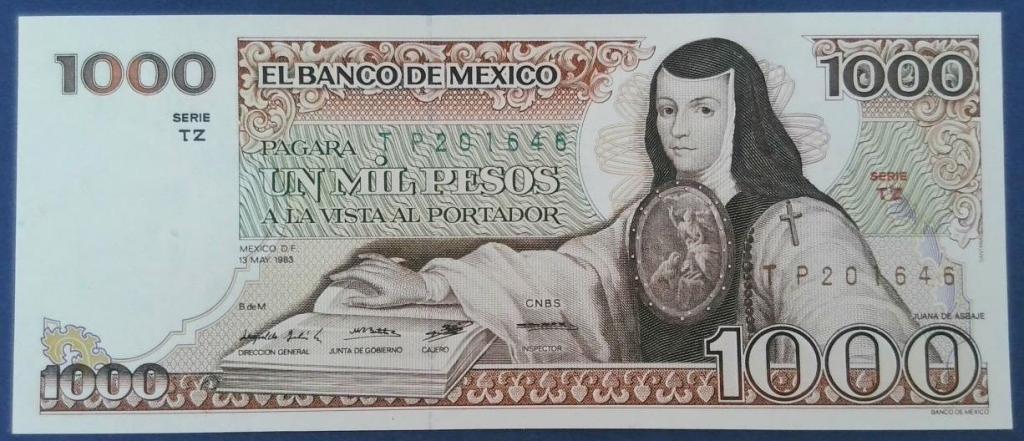 1000
EL BANCO DE MEXICO
1000
SERIE
TZ
PAGARA T P201646
UN MIL PESOS
A LA VISTA AL PORTADOR
SERIE
TZ
MEXICO D.F.
13 MAY. 1983
T P201646
B de M
CNBS
JUANA DE ASBAJE
DIRECCION GENERAL
JUNTA DE GOBIERNO
CAJERO
INSPECTOR
1000
1000
BANCO DE MEXICO